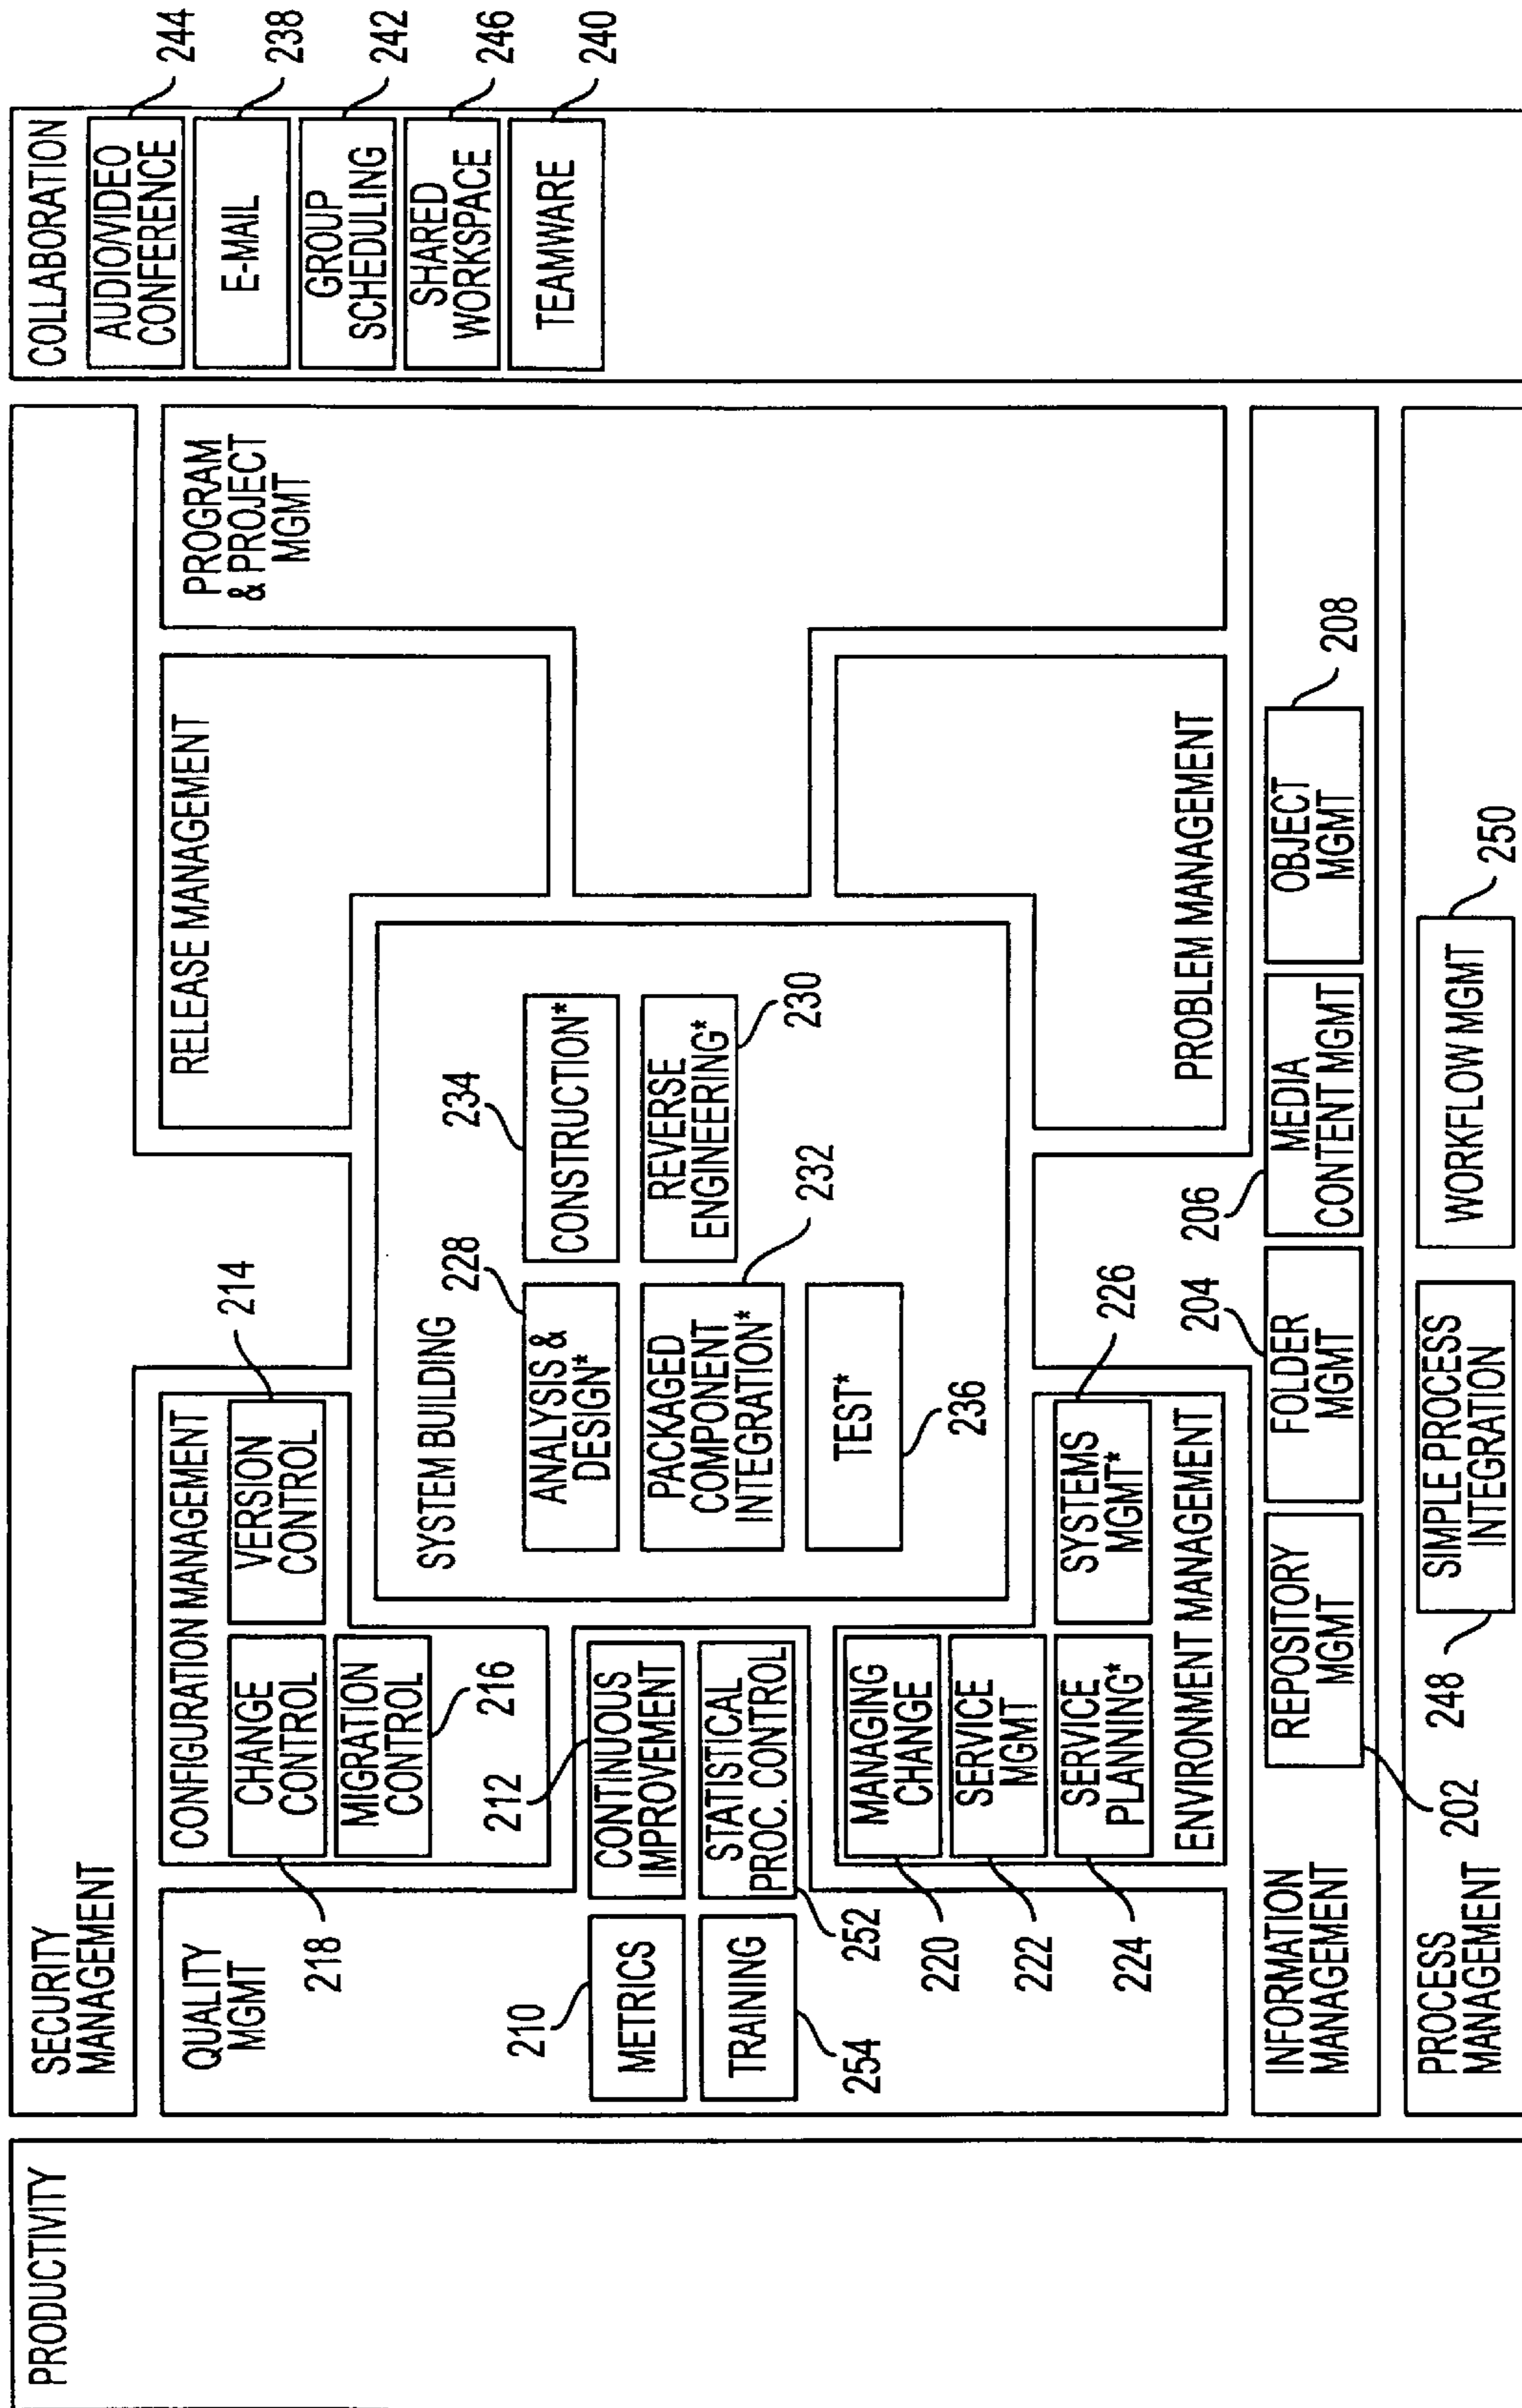 PRODUCTIVITY
SECURITY
MANAGEMENT
QUALITY
MGMT
210
METRICS
TRAINING
254
CONFIGURATION MANAGEMENT
CHANGE
CONTROL
VERSION
CONTROL
214
MIGRATION
CONTROL
216
218
212
CONTINUOUS
IMPROVEMENT
STATISTICAL
PROC. CONTROL
252
MANAGING
CHANGE
SERVICE
MGMT
SERVICE
PLANNING*
SYSTEMS
MGMT*
226
220
222
224
ENVIRONMENT MANAGEMENT
SYSTEM BUILDING
228
ANALYSIS &
DESIGN*
234
CONSTRUCTION*
PACKAGED
COMPONENT
INTEGRATION*
232
REVERSE
ENGINEERING*
230
TEST*
236
RELEASE MANAGEMENT
PROBLEM MANAGEMENT
PROGRAM
& PROJECT
MGMT
INFORMATION
MANAGEMENT
REPOSITORY
MGMT
202
204
FOLDER
MGMT
206
MEDIA
CONTENT MGMT
OBJECT
MGMT
208
PROCESS
MANAGEMENT
248
SIMPLE PROCESS
INTEGRATION
WORKFLOW MGMT
250
COLLABORATION
AUDIO/VIDEO
CONFERENCE
244
E-MAIL
238
GROUP
SCHEDULING
242
SHARED
WORKSPACE
246
TEAMWARE
240